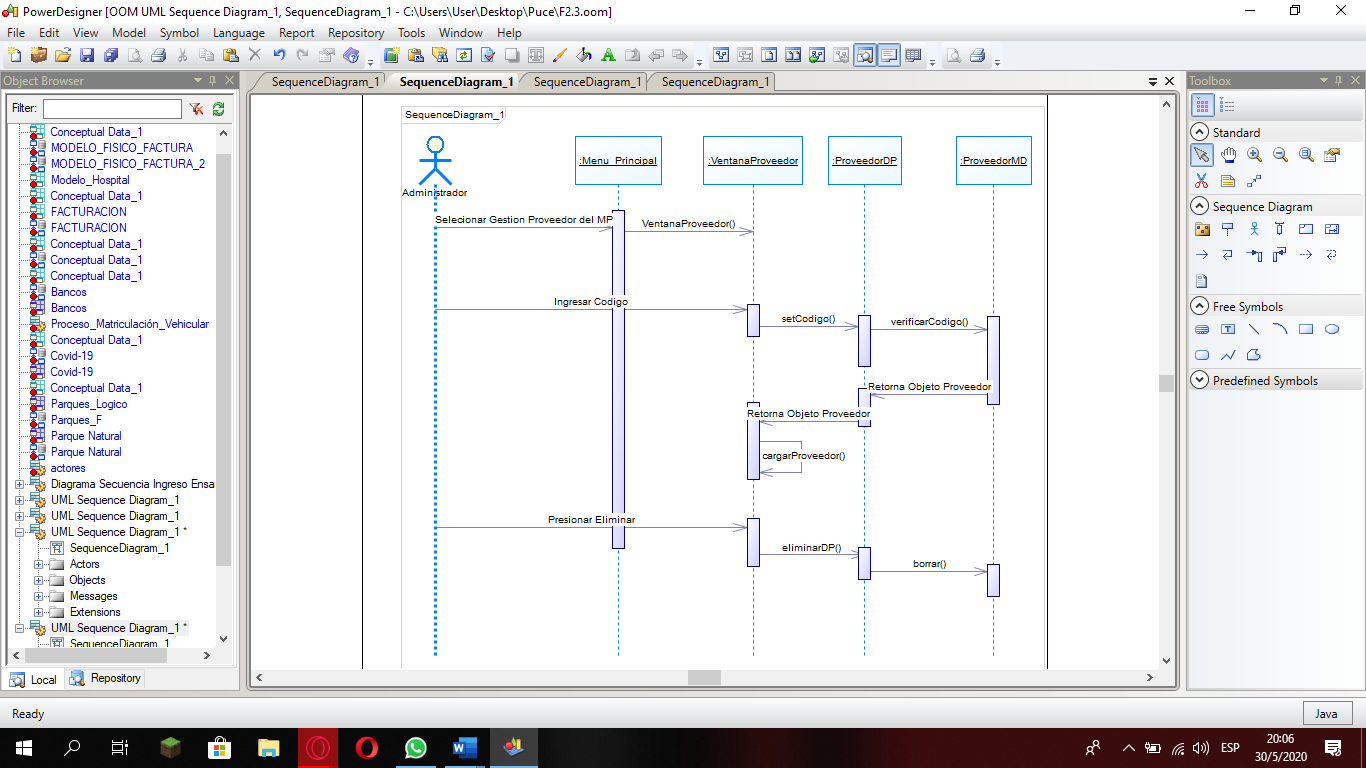 PowerDesigner [OOM UML Sequence Diagram_1, SequenceDiagram_1 - C:\Users\User\Desktop\Puce\F2.3.oom]
File Edit View Model Symbol Language Report Repository Tools Window Help
Object Browser
Filter:
Conceptual Data_1
MODELO_FISICO_FACTURA
MODELO_FISICO_FACTURA_2
Modelo_Hospital
Conceptual Data_1
FACTURACION
FACTURACION
Conceptual Data_1
Conceptual Data_1
Conceptual Data_1
Bancos
Bancos
Proceso_Matriculación_Vehicular
Conceptual Data_1
Covid-19
Covid-19
Conceptual Data_1
Parques_Logico
Parques_F
Parque Natural
Parque Natural
actores
Diagrama Secuencia Ingreso Ensa
UML Sequence Diagram_1
UML Sequence Diagram_1
UML Sequence Diagram_1 *
SequenceDiagram_1
Actors
Objects
Messages
Extensions
UML Sequence Diagram_1 *
SequenceDiagram_1
Local Repository
SequenceDiagram_1 SequenceDiagram_1 SequenceDiagram_1 SequenceDiagram_1
SequenceDiagram_1
:Menu_Principal :VentanaProveedor :ProveedorDP :ProveedorMD
Administrador
Selecionar Gestion Proveedor del MP
VentanaProveedor()
Ingresar Codigo
setCodigo()
verificarCodigo()
Retorna Objeto Proveedor
Retorna Objeto Proveedor
cargarProveedor()
Presionar Eliminar
eliminarDP()
borrar()
Toolbox
Standard
Sequence Diagram
Free Symbols
Predefined Symbols
Ready
Java
ESP
20:06
30/5/2020